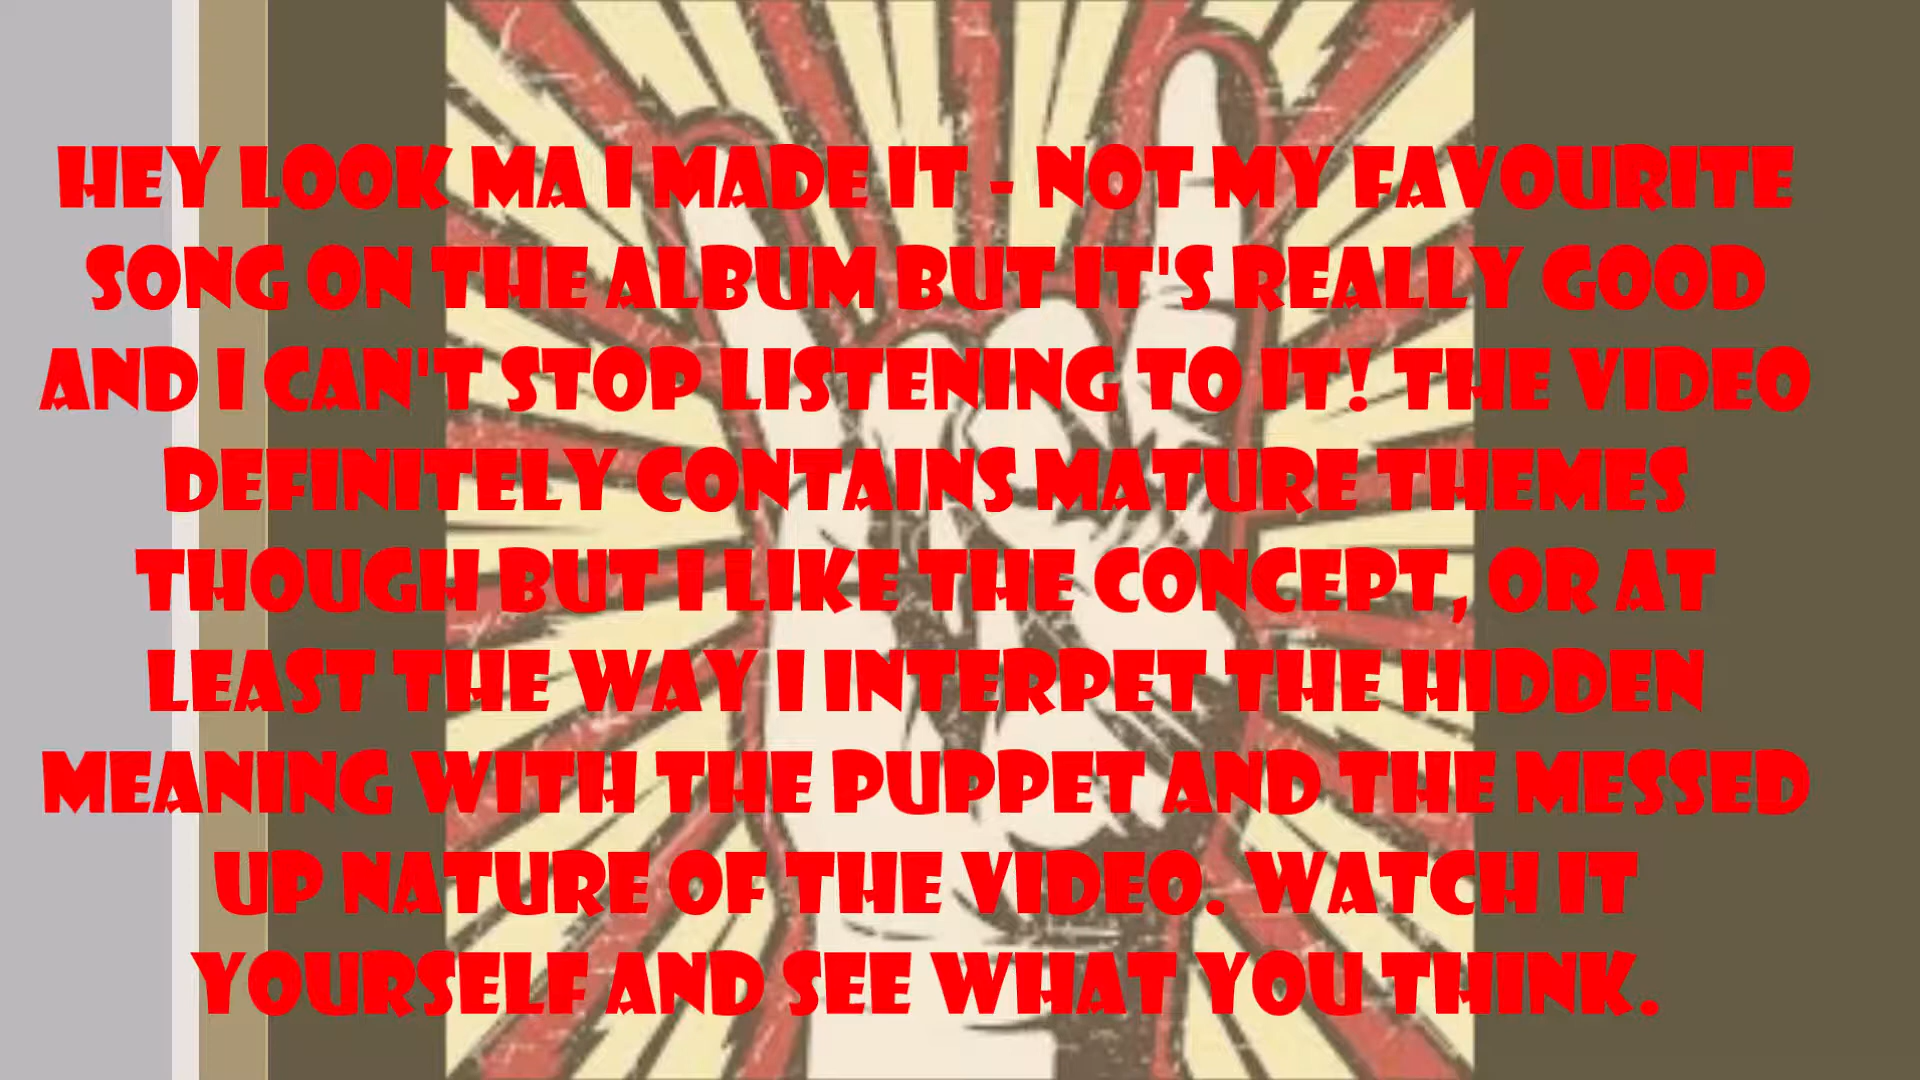 HEY LOOK MA I MADE IT - NOT MY FAVOURITE
SONG ON THE ALBUM BUT IT'S REALLY GOOD
AND I CAN'T STOP LISTENING TO IT! THE VIDEO
DEFINITELY CONTAINS MATURE THEMES
THOUGH BUT I LIKE THE CONCEPT, OR AT
LEAST THE WAY I INTERPET THE HIDDEN
MEANING WITH THE PUPPET AND THE MESSED
UP NATURE OF THE VIDEO. WATCH IT
YOURSELF AND SEE WHAT YOU THINK.